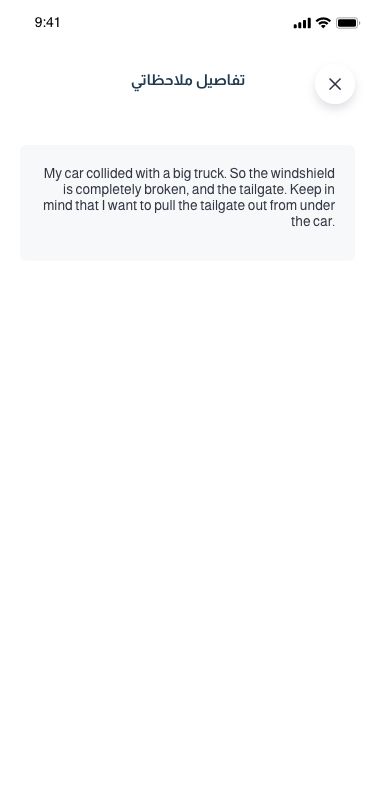 9:41
تفاصيل ملاحظاتي
My car collided with a big truck. So the windshield
is completely broken, and the tailgate. Keep in
mind that I want to pull the tailgate out from under
the car.